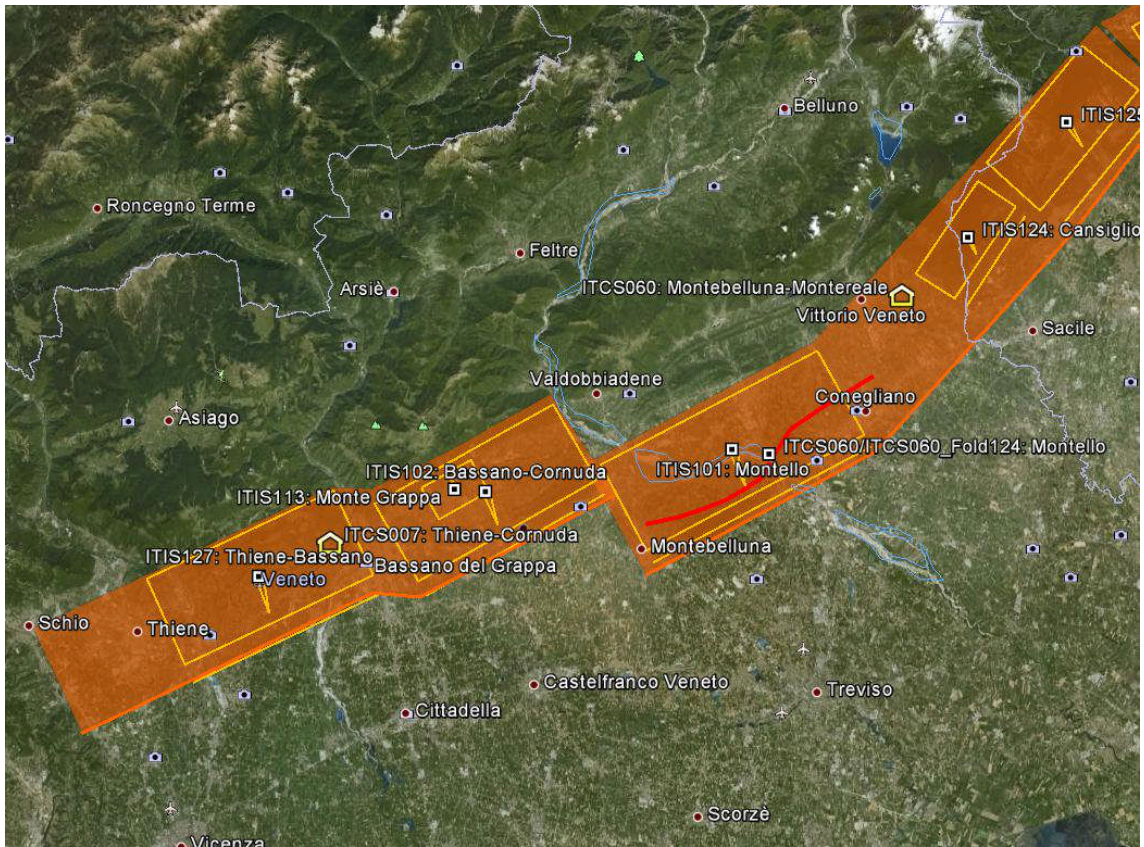 Belluno
ITIS125
Roncegno Terme
ITIS124: Cansiglio
Feltre
Arsiè
ITCS060: Montebelluna-Montereale
Vittorio Veneto
Sacile
Valdobbiadene
Conegliano
Asiago
ITCS060/ITCS060_Fold124: Montello
ITIS101: Montello
ITIS102: Bassano-Cornuda
ITIS113: Monte Grappa
ITCS007: Thiene-Cornuda
Montebelluna
ITIS127: Thiene-Bassano
Bassano del Grappa
Veneto
Schio
Thiene
Castelfranco Veneto
Treviso
Cittadella
Scorzè
Vicenza